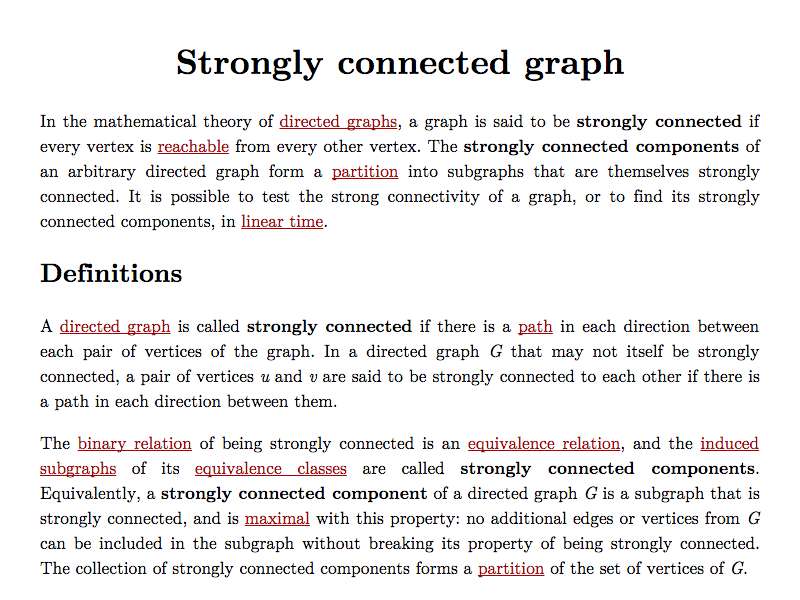 Strongly connected graph
In the mathematical theory of directed graphs, a graph is said to be strongly connected if
every vertex is reachable from every other vertex. The strongly connected components of
an arbitrary directed graph form a partition into subgraphs that are themselves strongly
connected. It is possible to test the strong connectivity of a graph, or to find its strongly
connected components, in linear time.
Definitions
A directed graph is called strongly connected if there is a path in each direction between
each pair of vertices of the graph. In a directed graph G that may not itself be strongly
connected, a pair of vertices u and v are said to be strongly connected to each other if there is
a path in each direction between them.
The binary relation of being strongly connected is an equivalence relation, and the induced
subgraphs of its equivalence classes are called strongly connected components.
Equivalently, a strongly connected component of a directed graph G is a subgraph that is
strongly connected, and is maximal with this property: no additional edges or vertices from G
can be included in the subgraph without breaking its property of being strongly connected.
The collection of strongly connected components forms a partition of the set of vertices of G.